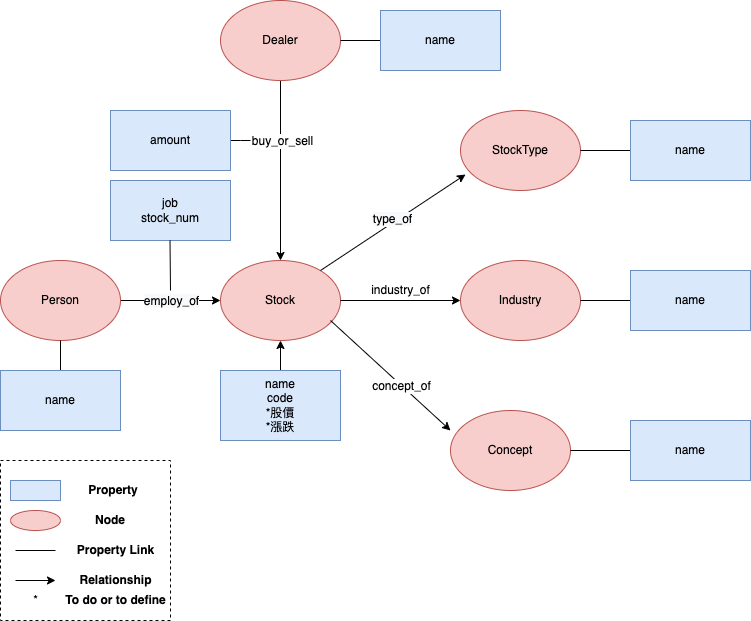 Dealer
name
amount
buy_or_sell
StockType
name
job
stock_num
type_of
Person
employ_of
Stock
industry_of
Industry
name
name
name
code
*股價
*漲跌
concept_of
Concept
name
Property
Node
Property Link
Relationship
* To do or to define